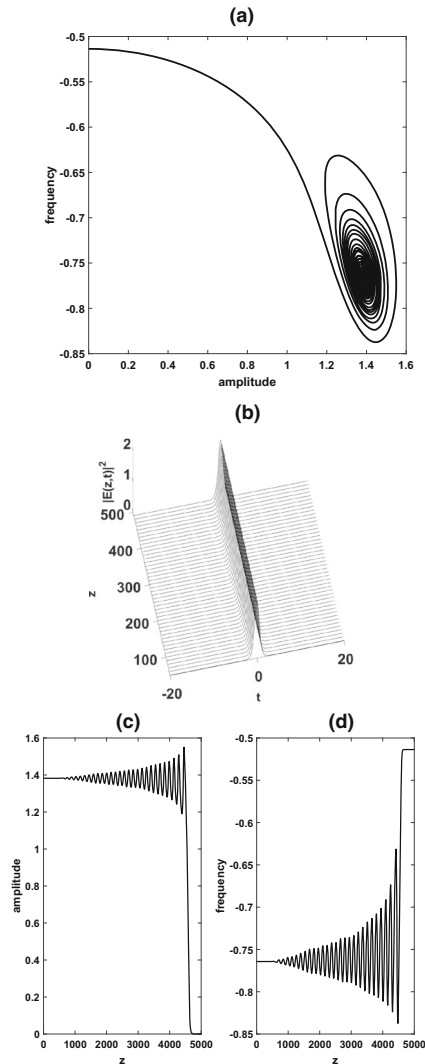 (a)
-0.5
-0.55
-0.6
-0.65
-0.7
-0.75
-0.8
-0.85
frequency
0 0.2 0.4 0.6 0.8 1 1.2 1.4 1.6
amplitude
(b)
2
1
0
|E(z,t)|²
500
400
300
200
100
z
-20 0 20
t
(c)
1.6
1.4
1.2
1
0.8
0.6
0.4
0.2
0
amplitude
0 1000 2000 3000 4000 5000
z
(d)
-0.5
-0.55
-0.6
-0.65
-0.7
-0.75
-0.8
-0.85
frequency
0 1000 2000 3000 4000 5000
z